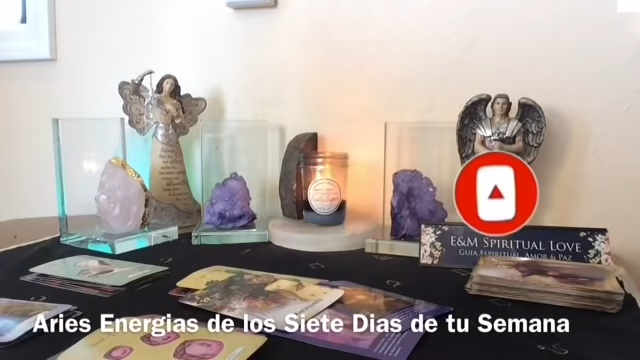 E&M SPIRITUAL LOVE
GUIA ESPIRITUAL, AMOR & PAZ
Aries Energias de los Siete Dias de tu Semana